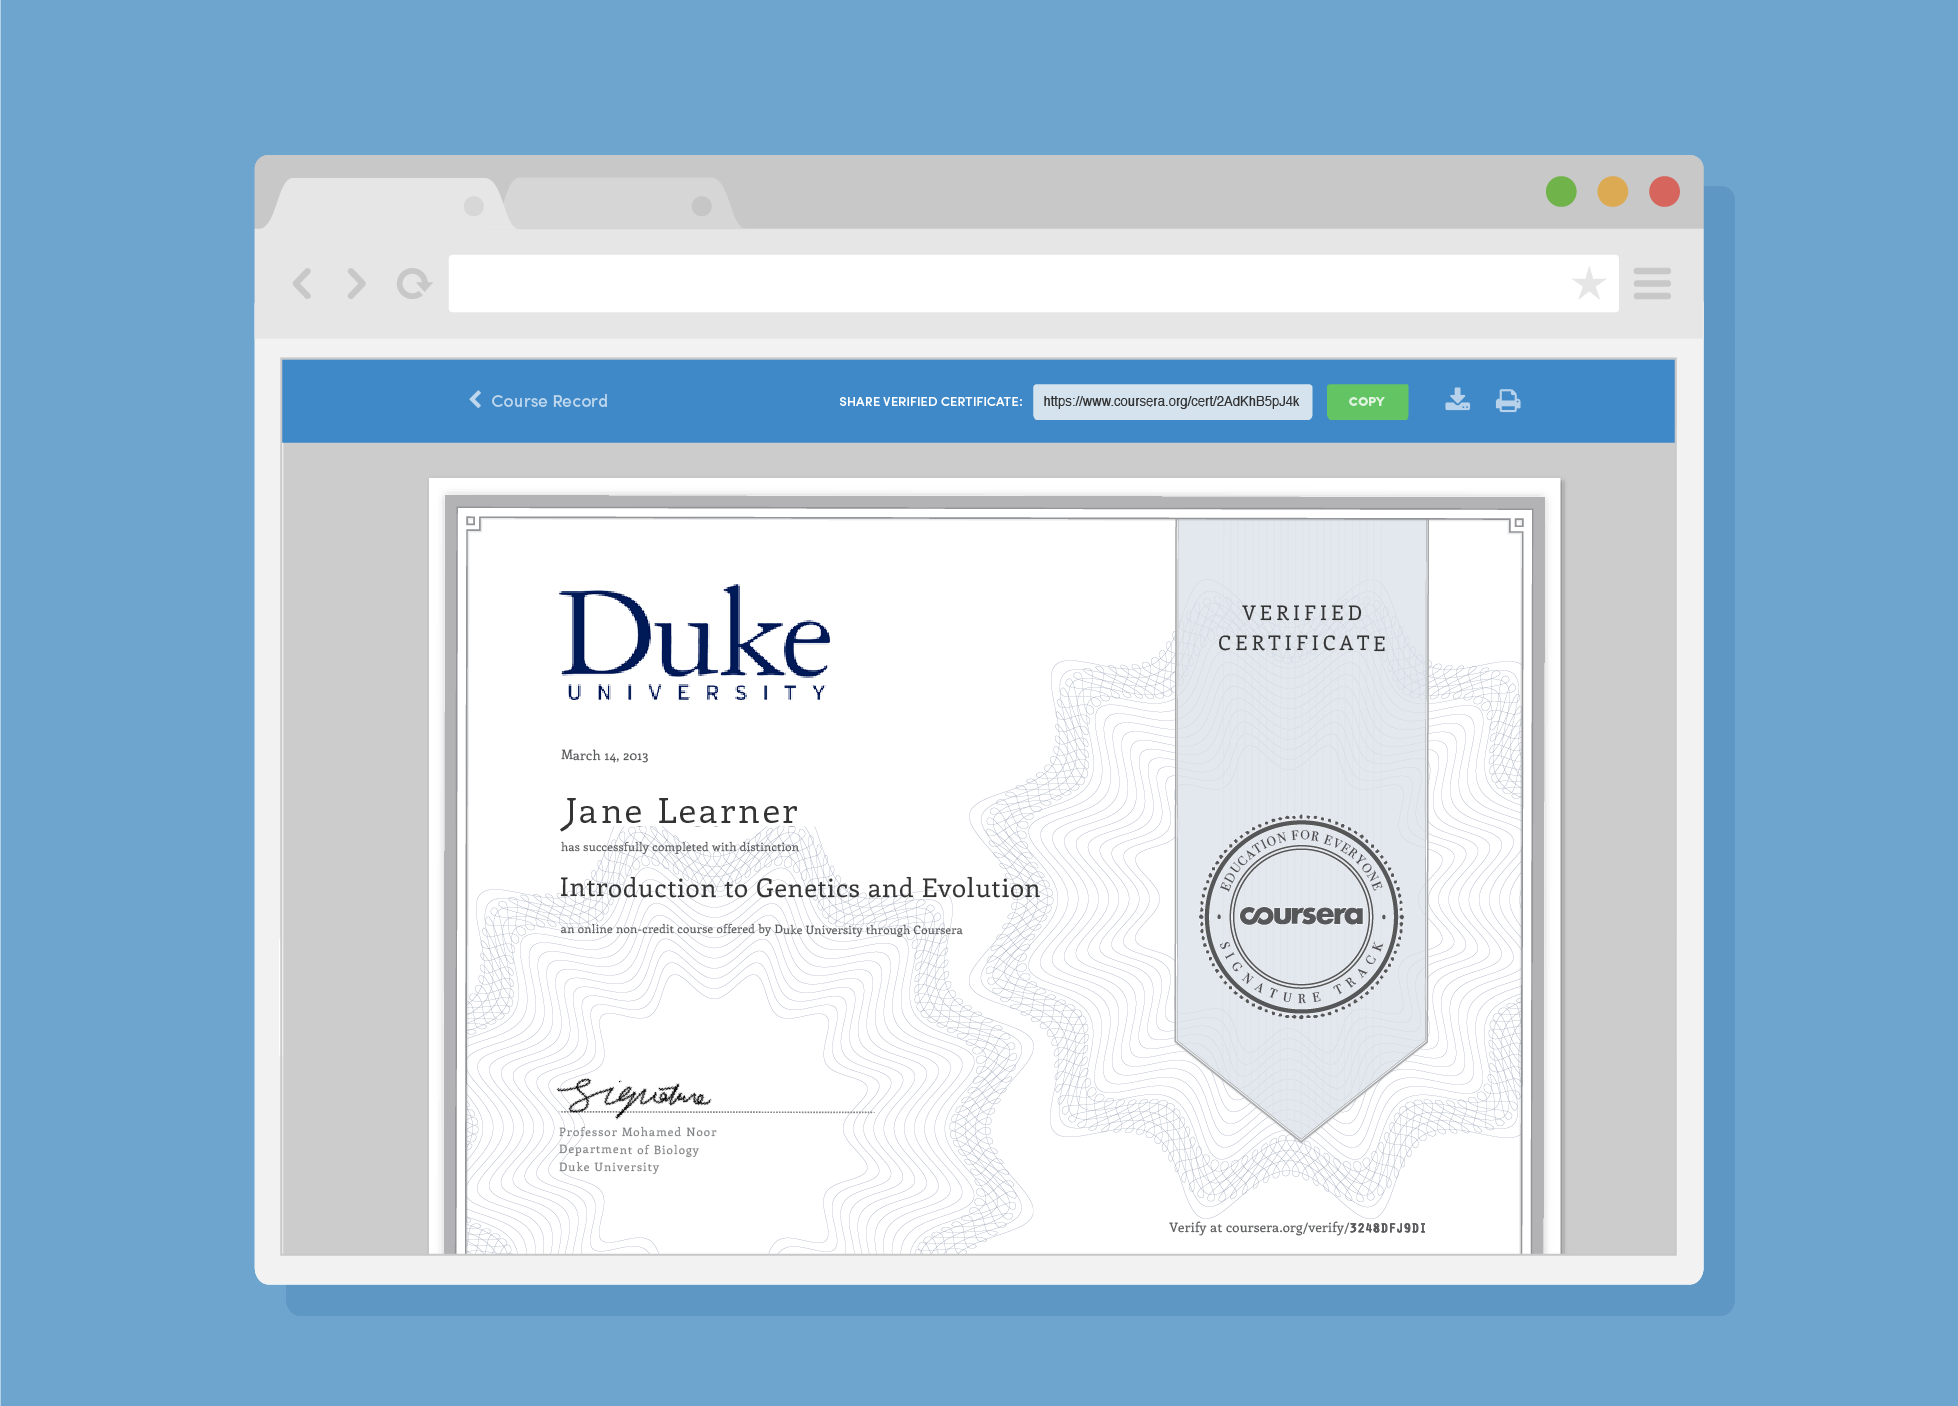 Course Record
SHARE VERIFIED CERTIFICATE:
https://www.coursera.org/cert/2AdKhB5pJ4k
COPY
Duke
UNIVERSITY
March 14, 2013
Jane Learner
has successfully completed with distinction
Introduction to Genetics and Evolution
an online non-credit course offered by Duke University through Coursera
Signature
Professor Mohamed Noor
Department of Biology
Duke University
VERIFIED
CERTIFICATE
EDUCATION FOR EVERYONE
coursera
SIGNATURE TRACK
Verify at coursera.org/verify/3248DFJ9DI